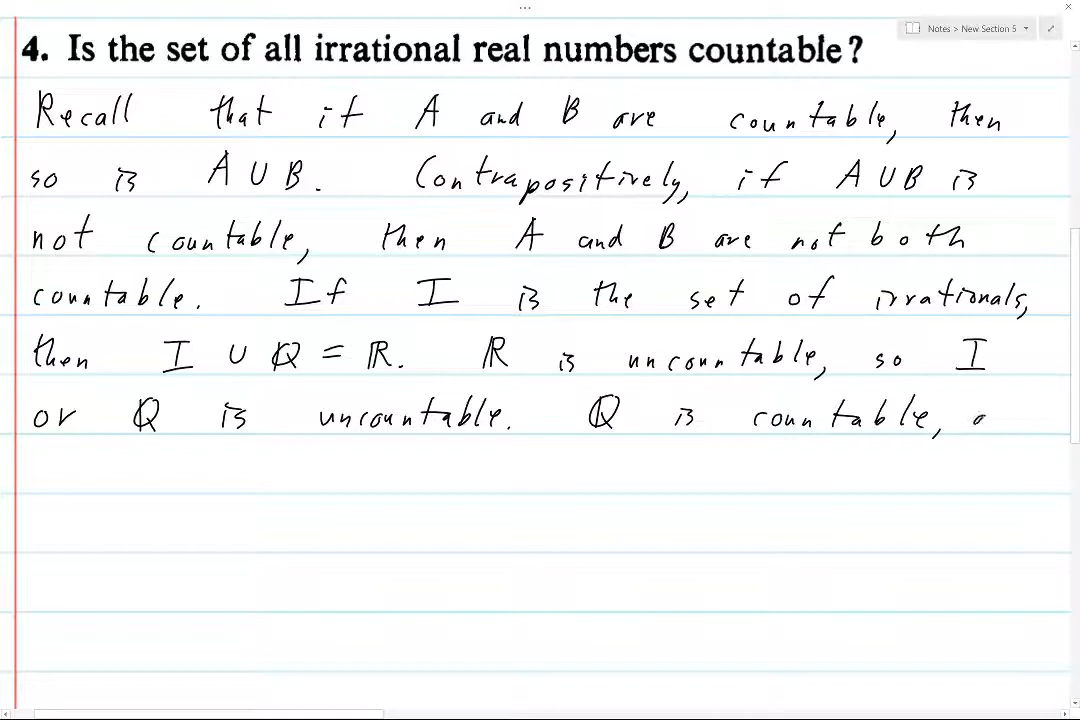 Notes > New Section 5
4. Is the set of all irrational real numbers countable?
Recall that if A and B are countable, then
so is A ∪ B. Contrapositively, if A ∪ B is
not countable, then A and B are not both
countable. If I is the set of irrationals,
then I ∪ ℚ = ℝ. ℝ is uncountable, so I
or ℚ is uncountable. ℚ is countable,